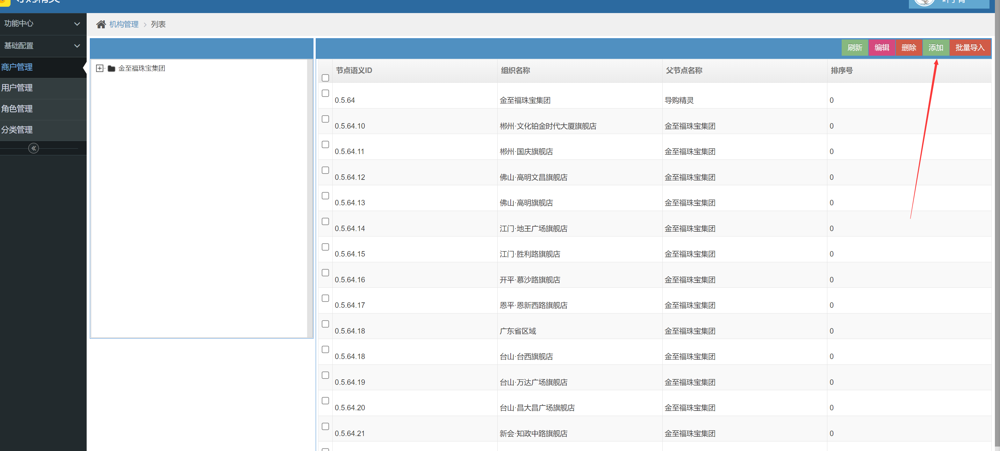 功能中心
基础配置
商户管理
用户管理
角色管理
分类管理
机构管理 > 列表
刷新 编辑 删除 添加 批量导入
金至福珠宝集团
节点语义ID 组织名称 父节点名称 排序号
0.5.64 金至福珠宝集团 导购精灵 0
0.5.64.10 郴州·文化铂金时代大厦旗舰店 金至福珠宝集团 0
0.5.64.11 郴州·国庆旗舰店 金至福珠宝集团 0
0.5.64.12 佛山·高明文昌旗舰店 金至福珠宝集团 0
0.5.64.13 佛山·高明旗舰店 金至福珠宝集团 0
0.5.64.14 江门·地王广场旗舰店 金至福珠宝集团 0
0.5.64.15 江门·胜利路旗舰店 金至福珠宝集团 0
0.5.64.16 开平·慕沙路旗舰店 金至福珠宝集团 0
0.5.64.17 恩平·恩新西路旗舰店 金至福珠宝集团 0
0.5.64.18 广东省区域 金至福珠宝集团 0
0.5.64.18 台山·台西旗舰店 金至福珠宝集团 0
0.5.64.19 台山·万达广场旗舰店 金至福珠宝集团 0
0.5.64.20 台山·昌大昌广场旗舰店 金至福珠宝集团 0
0.5.64.21 新会·知政中路旗舰店 金至福珠宝集团 0